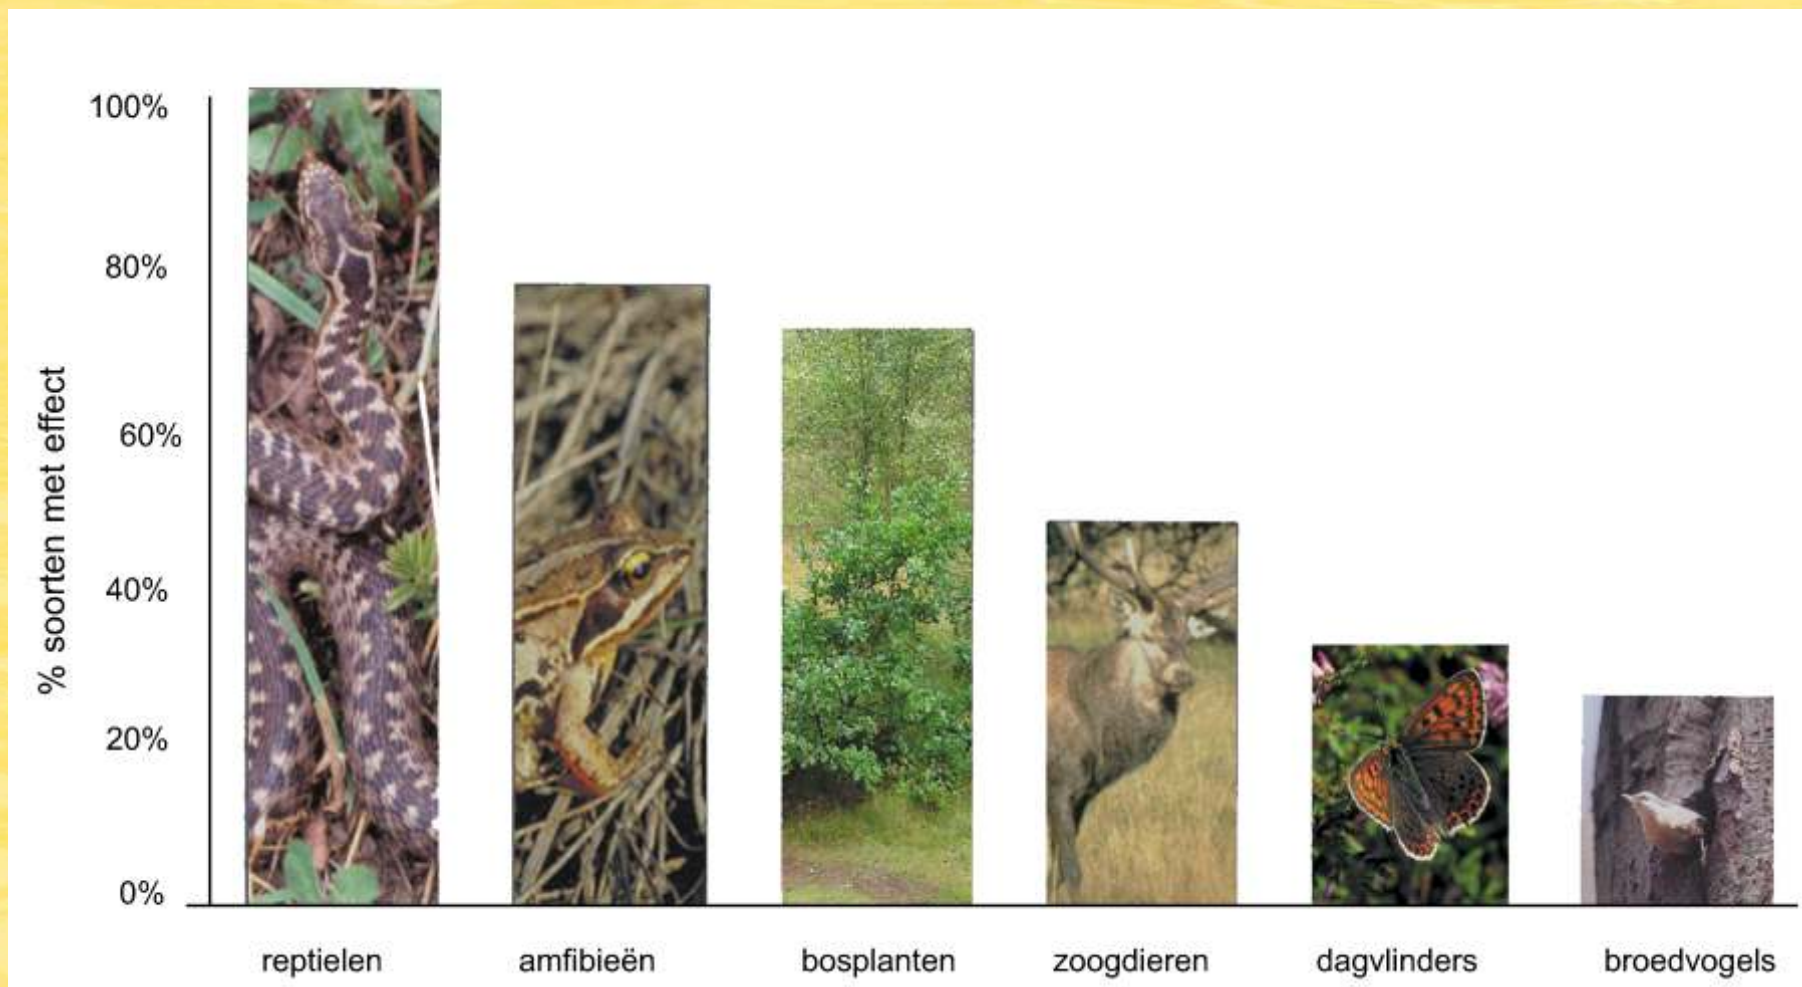 100%
80%
60%
40%
20%
0%
% soorten met effect
reptielen
amfibieën
bosplanten
zoogdieren
dagvlinders
broedvogels